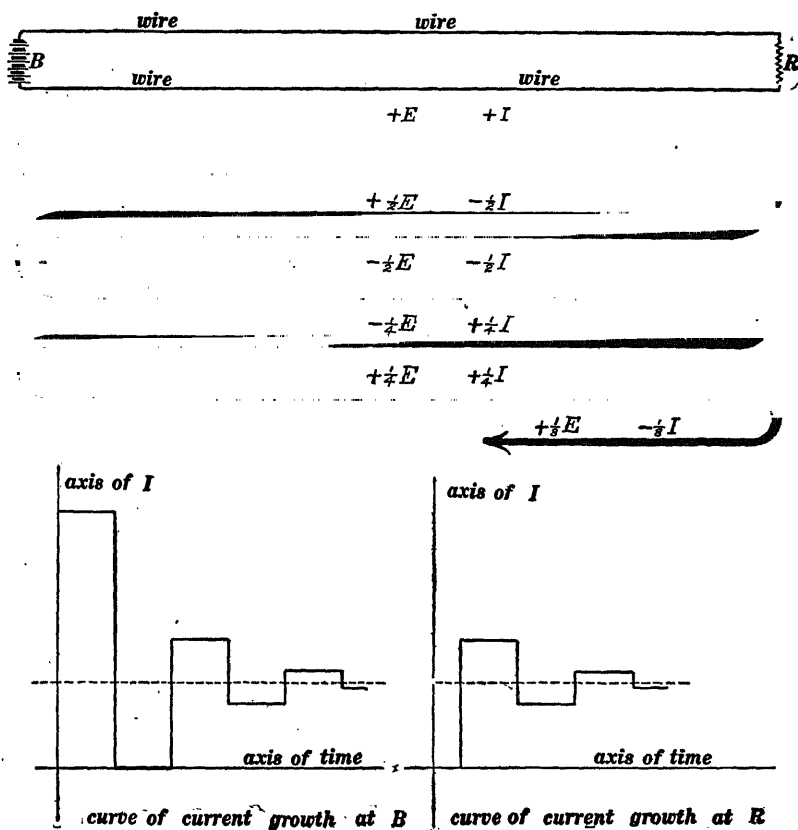 wire wire
B R
wire wire
+E +I
+½E -½I
-½E -½I
-¼E +¼I
+¼E +¼I
+⅛E -⅛I
axis of I axis of I
axis of time axis of time
curve of current growth at B curve of current growth at R